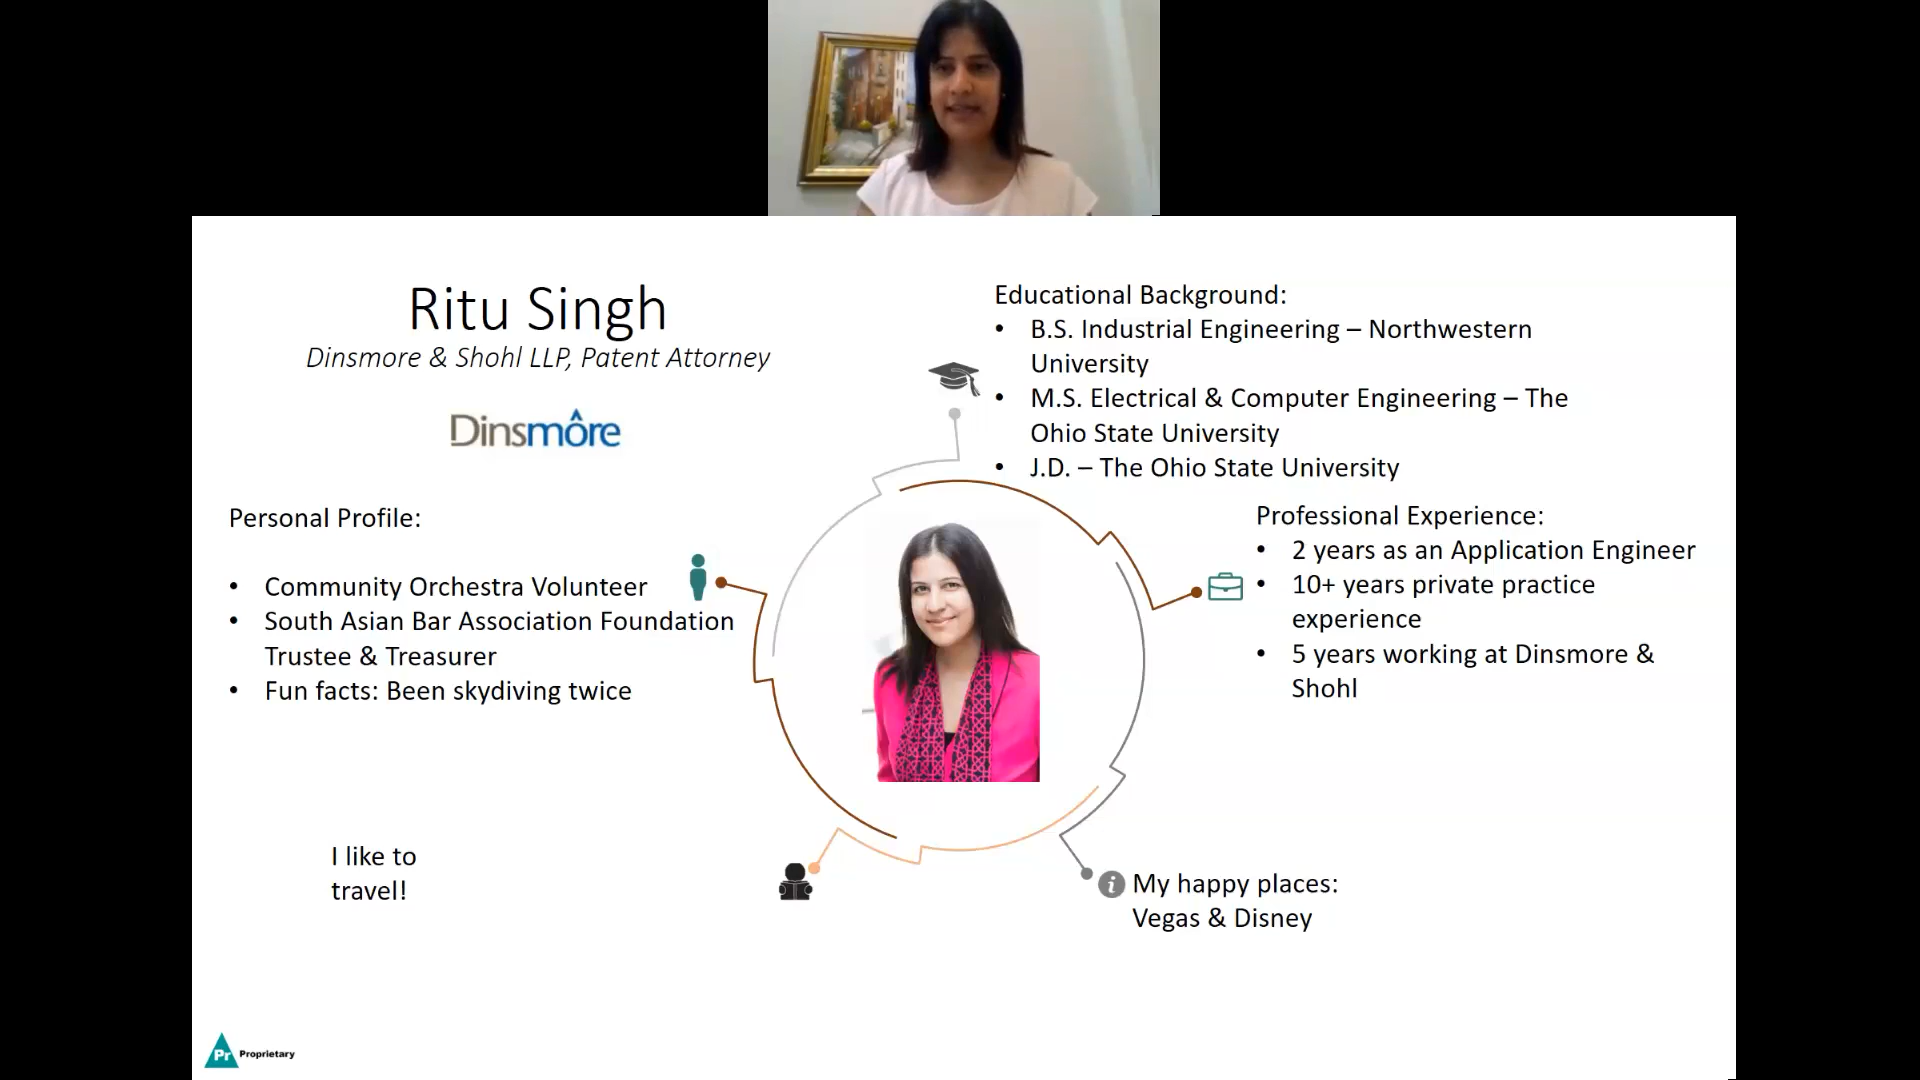 Ritu Singh
Dinsmore & Shohl LLP, Patent Attorney
Dinsmôre
Educational Background:
• B.S. Industrial Engineering – Northwestern
University
• M.S. Electrical & Computer Engineering – The
Ohio State University
• J.D. – The Ohio State University
Personal Profile:
• Community Orchestra Volunteer
• South Asian Bar Association Foundation
Trustee & Treasurer
• Fun facts: Been skydiving twice
Professional Experience:
• 2 years as an Application Engineer
• 10+ years private practice
experience
• 5 years working at Dinsmore &
Shohl
I like to
travel!
i
My happy places:
Vegas & Disney
Pr Proprietary